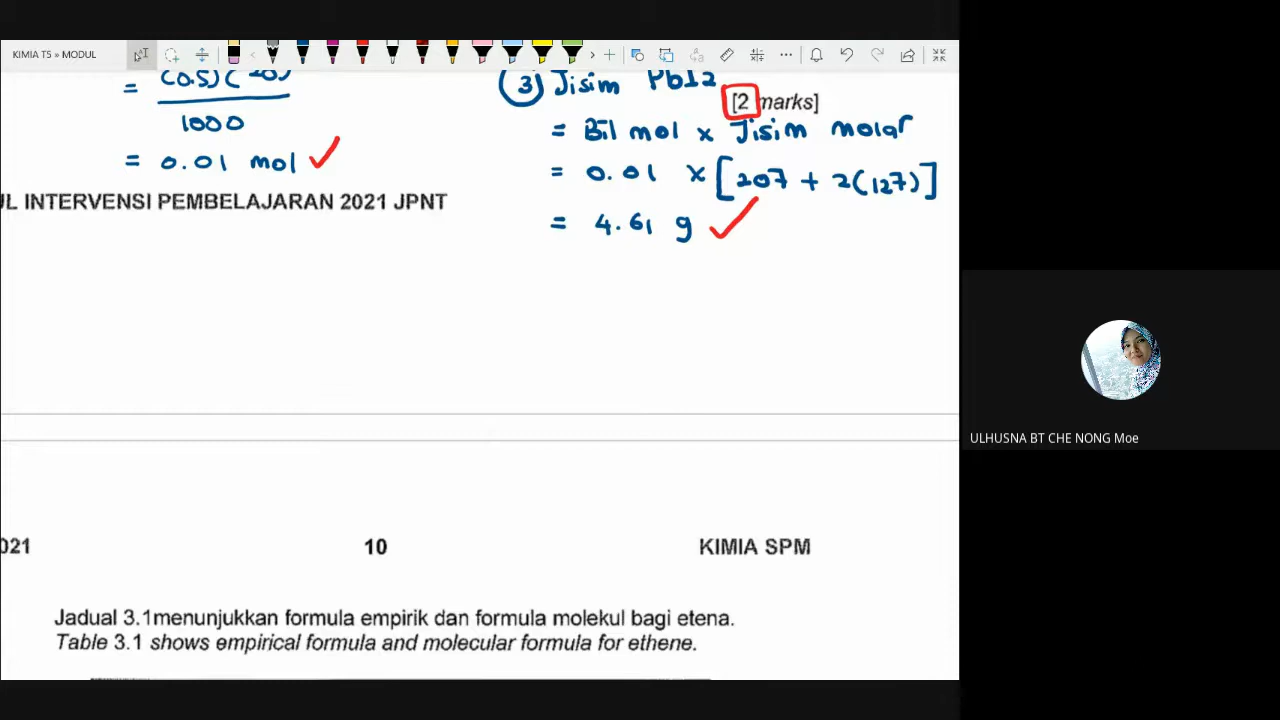 KIMIA T5 » MODUL
= (0.5)(20)
1000
= 0.01 mol ✓
③ Jisim PbI2
[2 marks]
= Bil mol x Jisim molar
= 0.01 x [207 + 2(127)]
= 4.61 g ✓
UL INTERVENSI PEMBELAJARAN 2021 JPNT
ULHUSNA BT CHE NONG Moe
021
10
KIMIA SPM
Jadual 3.1menunjukkan formula empirik dan formula molekul bagi etena.
Table 3.1 shows empirical formula and molecular formula for ethene.